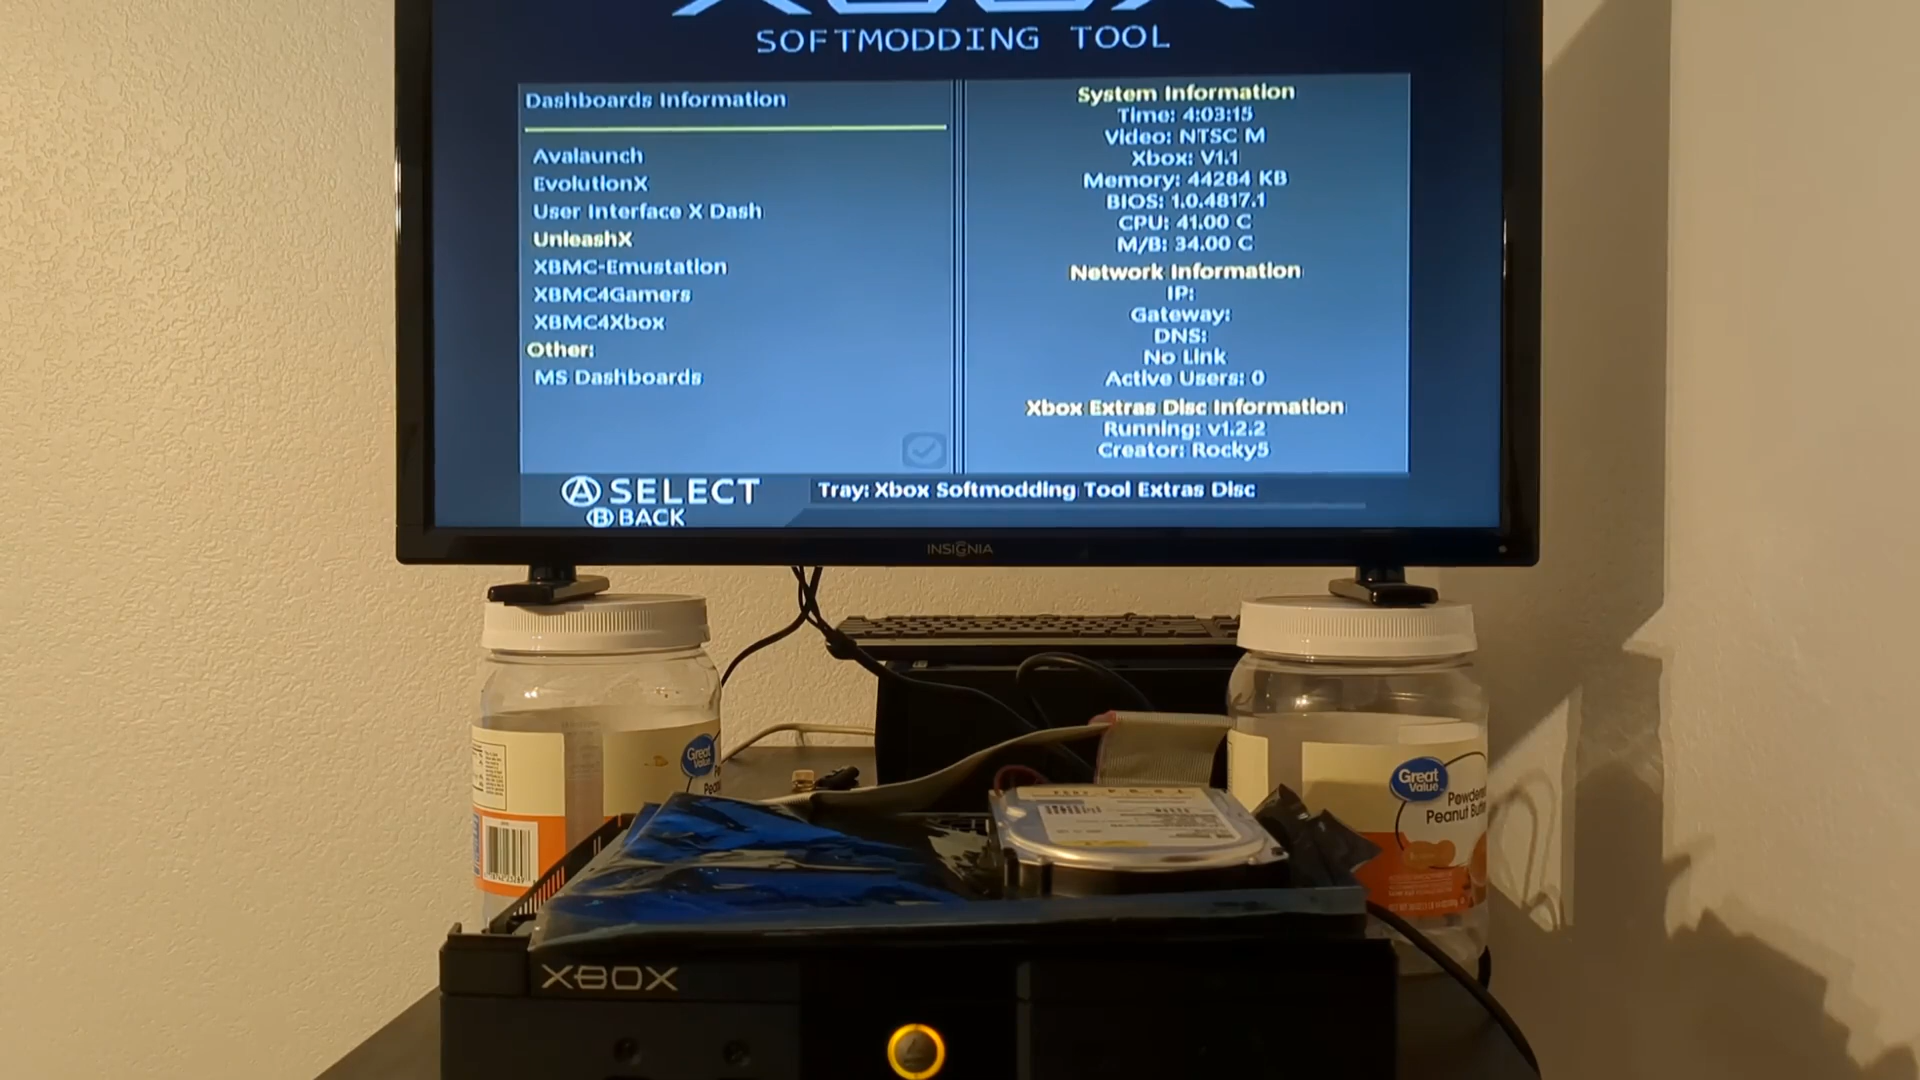 XBOX
SOFTMODDING TOOL
Dashboards Information
Avalaunch
EvolutionX
User Interface X Dash
UnleashX
XBMC-Emustation
XBMC4Gamers
XBMC4Xbox
Other:
MS Dashboards
System Information
Time: 4:03:15
Video: NTSC M
Xbox: V1.1
Memory: 44284 KB
BIOS: 1.0.4817.1
CPU: 41.00 C
M/B: 34.00 C
Network Information
IP:
Gateway:
DNS:
No Link
Active Users: 0
Xbox Extras Disc Information
Running: v1.2.2
Creator: Rocky5
A SELECT
B BACK
Tray: Xbox Softmodding Tool Extras Disc
INSIGNIA
Great
Value
Great
Value
Powdered
Peanut Butter
XBOX